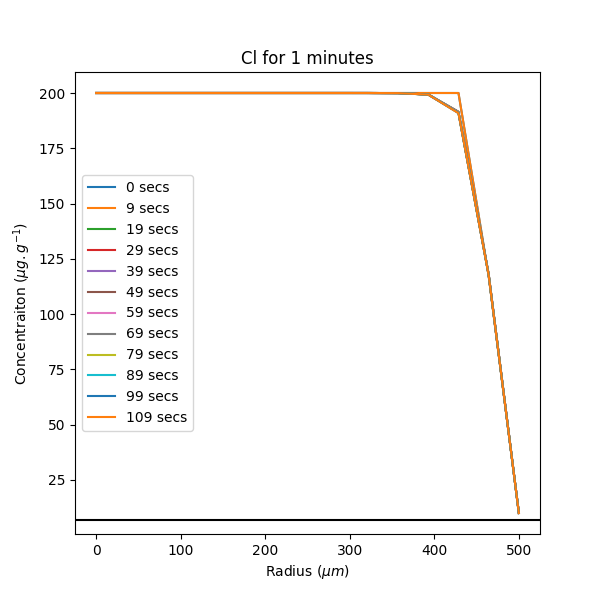 Cl for 1 minutes
200
175
150
125
100
75
50
25
Concentraiton (μg.g⁻¹)
0 secs
9 secs
19 secs
29 secs
39 secs
49 secs
59 secs
69 secs
79 secs
89 secs
99 secs
109 secs
0 100 200 300 400 500
Radius (μm)